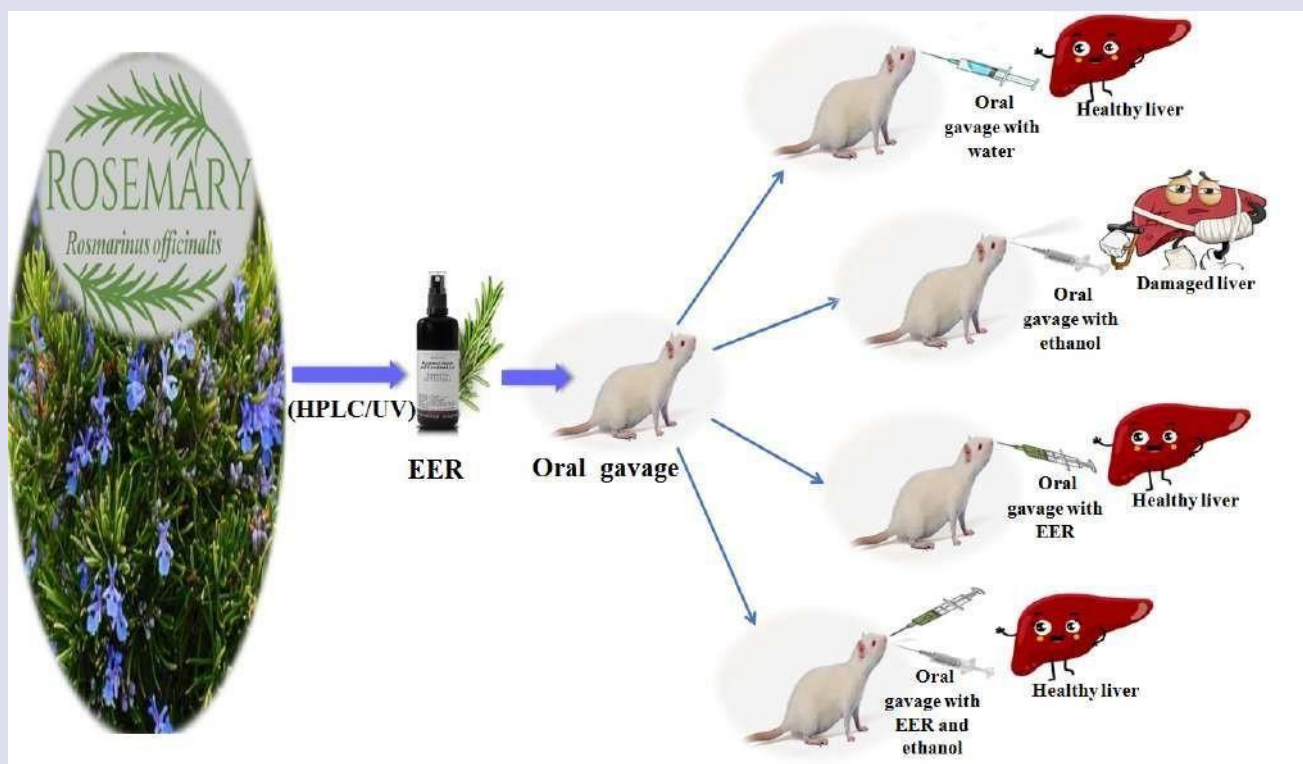 ROSEMARY
Rosmarinus officinalis
(HPLC/UV)
EER
Oral gavage
Oral
gavage with
water
Healthy liver
Oral
gavage with
ethanol
Damaged liver
Oral
gavage with
EER
Healthy liver
Oral
gavage with
EER and
ethanol
Healthy liver